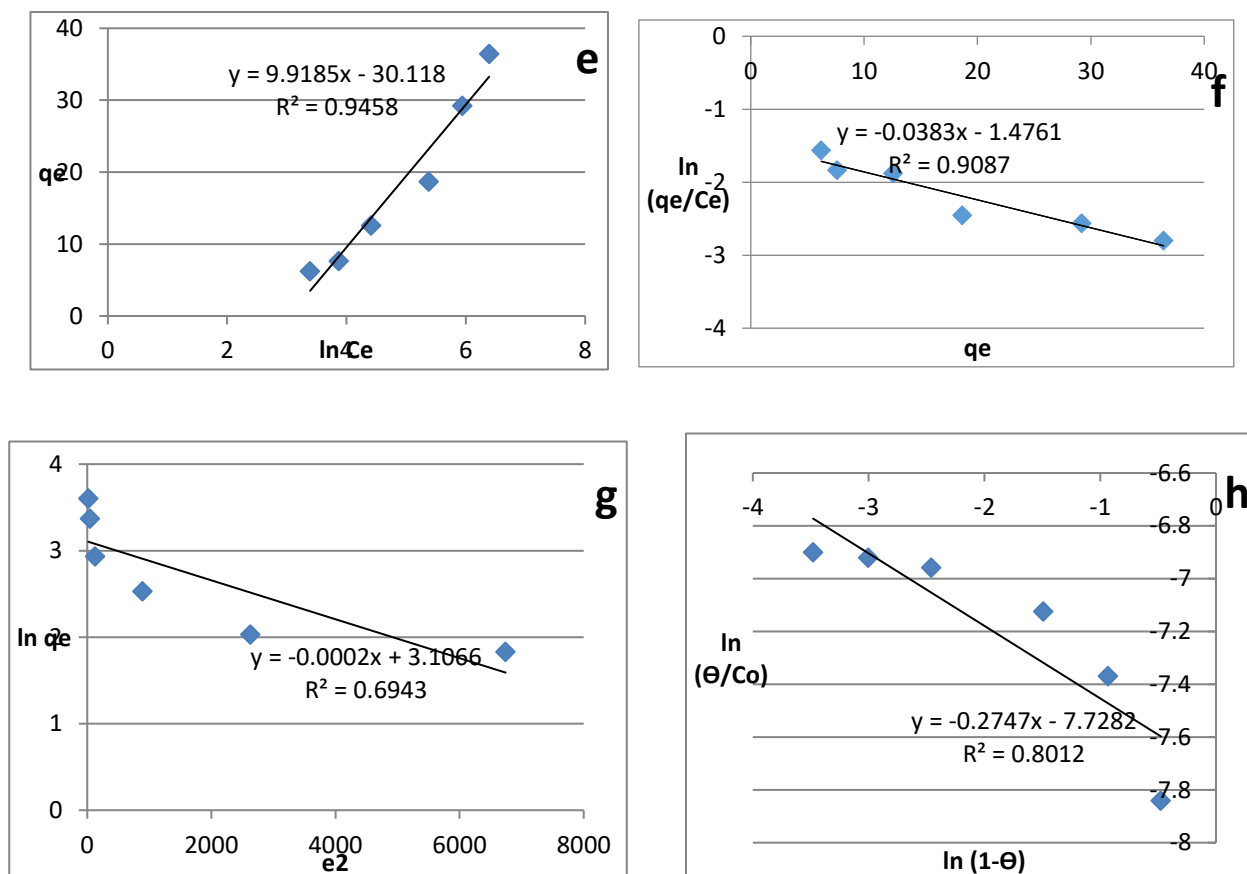 40
30
20
10
0
0
2
4
6
8
qe
ln Ce
y = 9.9185x - 30.118
R² = 0.9458
e
0
-1
-2
-3
-4
0
10
20
30
40
ln
(qe/Ce)
qe
y = -0.0383x - 1.4761
R² = 0.9087
f
4
3
2
1
0
0
2000
4000
6000
8000
ln qe
e2
y = -0.0002x + 3.1066
R² = 0.6943
g
-4
-3
-2
-1
0
-6.6
-6.8
-7
-7.2
-7.4
-7.6
-7.8
-8
ln
(Ɵ/Co)
ln (1-Ɵ)
y = -0.2747x - 7.7282
R² = 0.8012
h